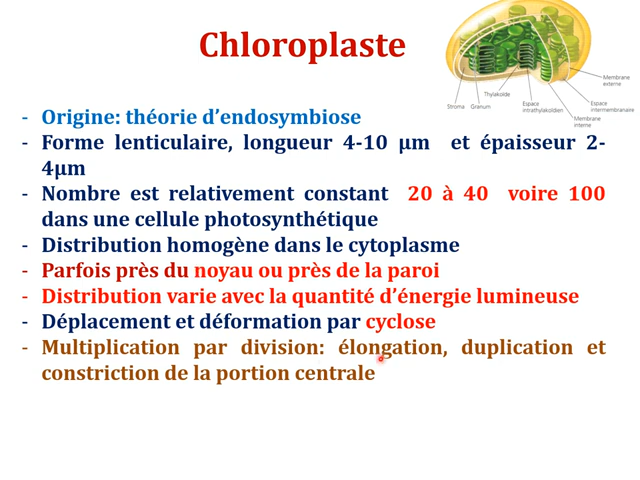 Chloroplaste
Membrane
externe
Thylakoïde
Stroma Granum Espace
intrathylakoïdien
Espace
intermembranaire
Membrane
interne
- Origine: théorie d'endosymbiose
- Forme lenticulaire, longueur 4-10 µm et épaisseur 2-
4µm
- Nombre est relativement constant 20 à 40 voire 100
dans une cellule photosynthétique
- Distribution homogène dans le cytoplasme
- Parfois près du noyau ou près de la paroi
- Distribution varie avec la quantité d'énergie lumineuse
- Déplacement et déformation par cyclose
- Multiplication par division: élongation, duplication et
constriction de la portion centrale